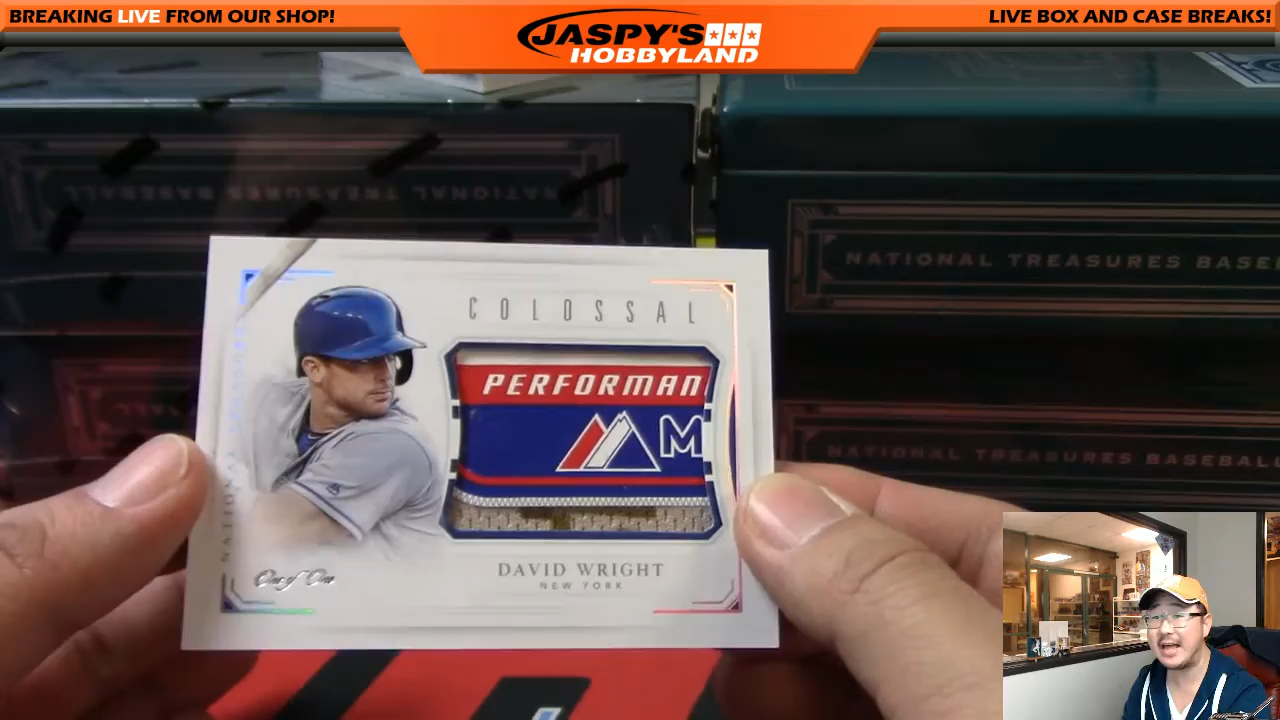 BREAKING LIVE FROM OUR SHOP!
JASPY'S
HOBBYLAND
LIVE BOX AND CASE BREAKS!
NATIONAL TREASURES BASEBALL
NATIONAL TREASURES BASE
NATIONAL TREASURES BASEBALL
COLOSSAL
PERFORMAN
M
DAVID WRIGHT
NEW YORK
One of One